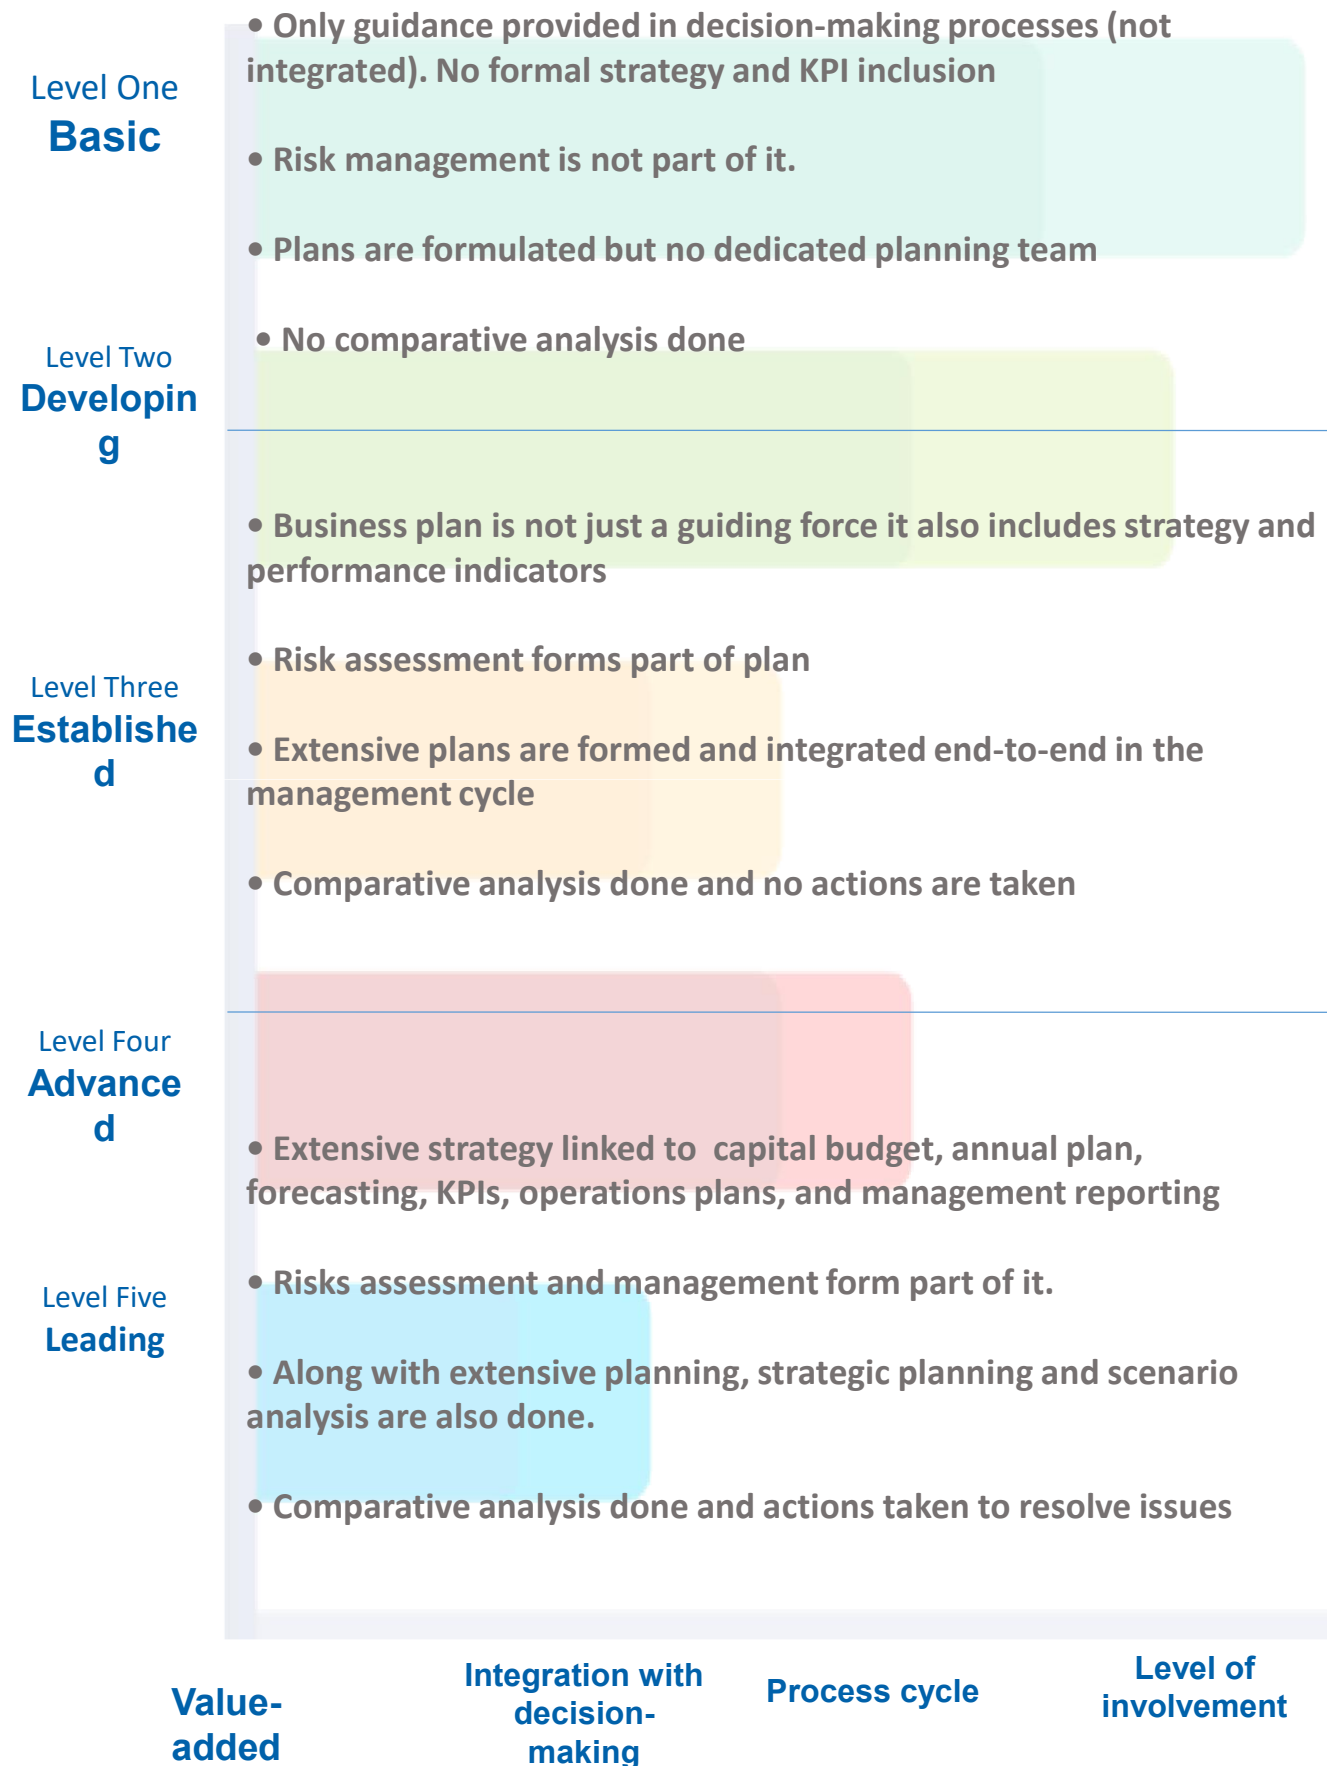 Level One
Basic
• Only guidance provided in decision-making processes (not
integrated). No formal strategy and KPI inclusion
• Risk management is not part of it.
• Plans are formulated but no dedicated planning team
• No comparative analysis done
Level Two
Developin
g
• Business plan is not just a guiding force it also includes strategy and
performance indicators
• Risk assessment forms part of plan
Level Three
Establishe
d
• Extensive plans are formed and integrated end-to-end in the
management cycle
• Comparative analysis done and no actions are taken
Level Four
Advance
d
• Extensive strategy linked to  capital budget, annual plan,
forecasting, KPIs, operations plans, and management reporting
• Risks assessment and management form part of it.
Level Five
Leading
• Along with extensive planning, strategic planning and scenario
analysis are also done.
• Comparative analysis done and actions taken to resolve issues
Value-
added
Integration with
decision-
making
Process cycle
Level of
involvement